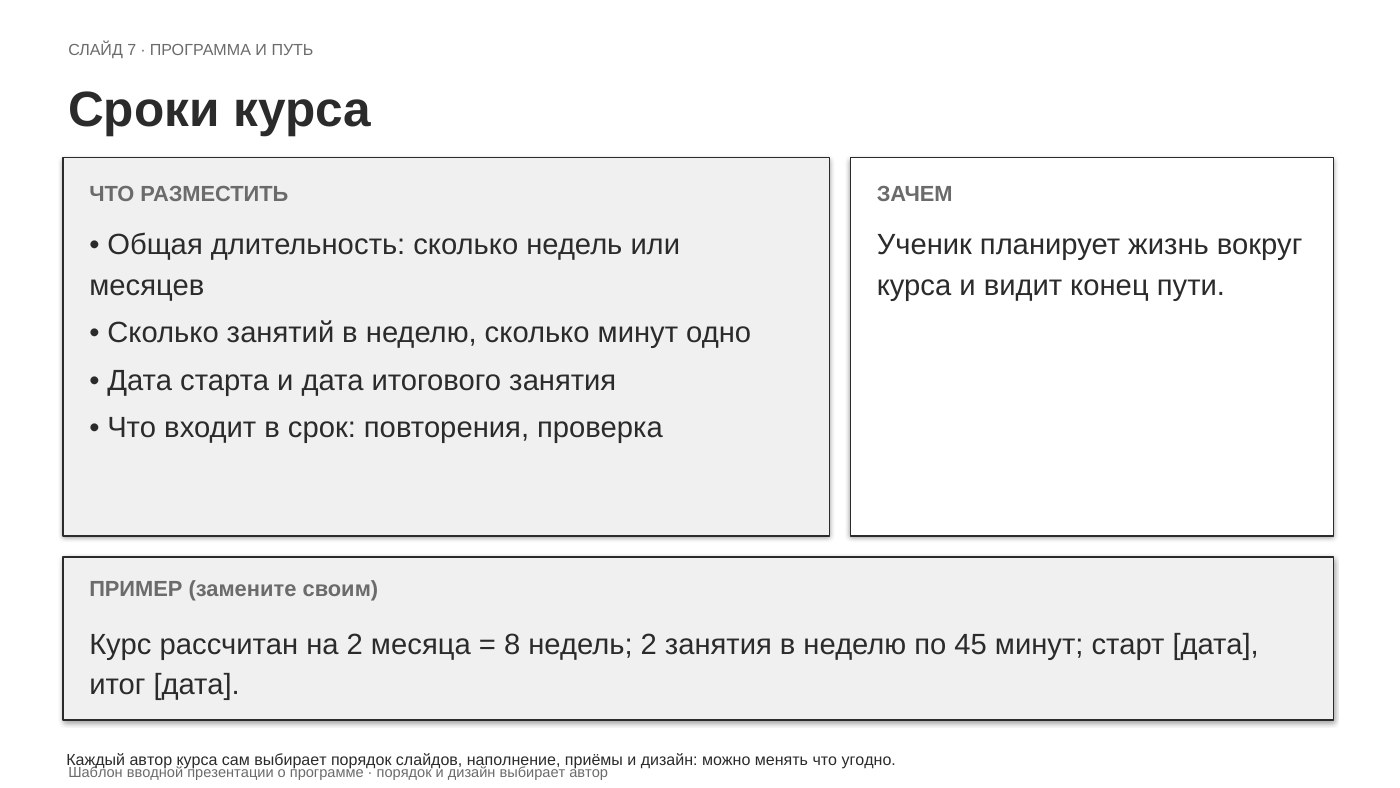 СЛАЙД 7 · ПРОГРАММА И ПУТЬ
Сроки курса
ЧТО РАЗМЕСТИТЬ
• Общая длительность: сколько недель или
месяцев
• Сколько занятий в неделю, сколько минут одно
• Дата старта и дата итогового занятия
• Что входит в срок: повторения, проверка
ЗАЧЕМ
Ученик планирует жизнь вокруг
курса и видит конец пути.
ПРИМЕР (замените своим)
Курс рассчитан на 2 месяца = 8 недель; 2 занятия в неделю по 45 минут; старт [дата],
итог [дата].
Каждый автор курса сам выбирает порядок слайдов, наполнение, приёмы и дизайн: можно менять что угодно.
Шаблон вводной презентации о программе · порядок и дизайн выбирает автор